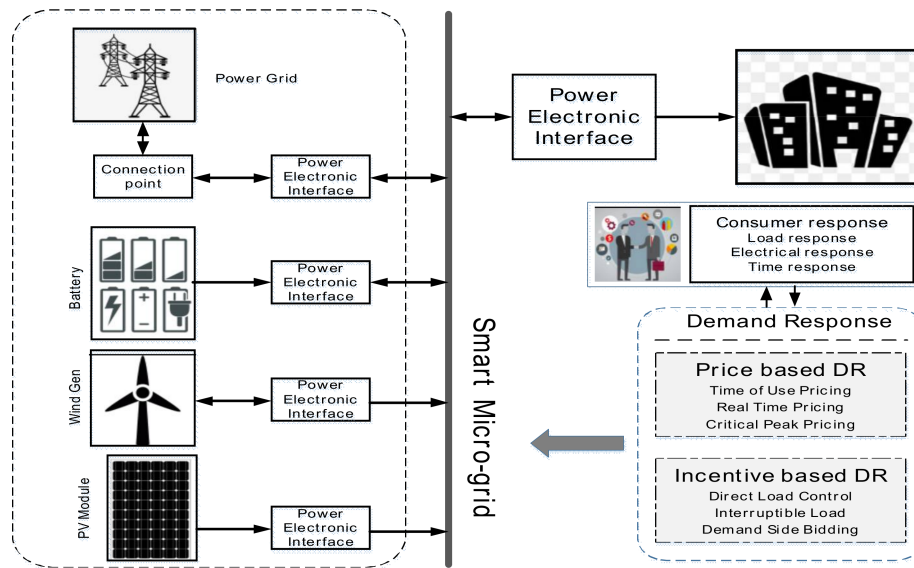 Power Grid
Connection
point
Power
Electronic
Interface
Battery
Power
Electronic
Interface
Wind Gen
Power
Electronic
Interface
PV Module
Power
Electronic
Interface
Smart Micro-grid
Power
Electronic
Interface
Consumer response
Load response
Electrical response
Time response
Demand Response
Price based DR
Time of Use Pricing
Real Time Pricing
Critical Peak Pricing
Incentive based DR
Direct Load Control
Interruptible Load
Demand Side Bidding